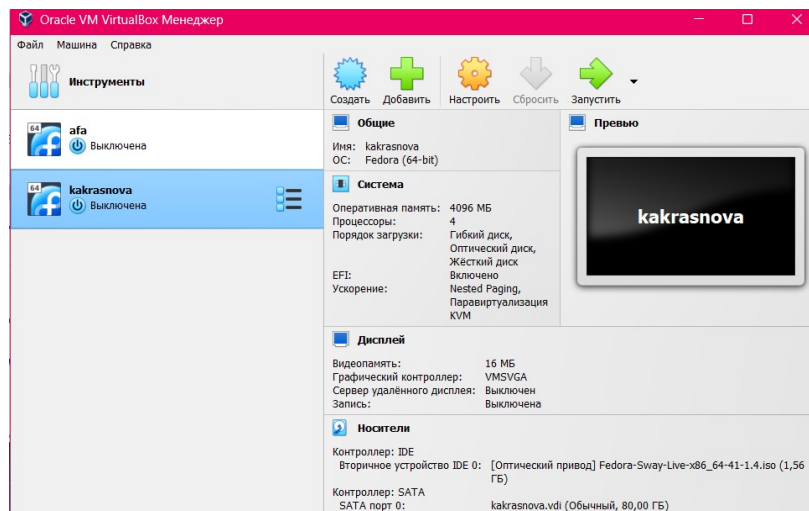 Oracle VM VirtualBox Менеджер
Файл Машина Справка
Инструменты
Создать Добавить Настроить Сбросить Запустить
64
afa
Выключена
64
kakrasnova
Выключена
Общие
Имя: kakrasnova
ОС: Fedora (64-bit)
Превью
kakrasnova
Система
Оперативная память: 4096 МБ
Процессоры: 4
Порядок загрузки: Гибкий диск,
Оптический диск,
Жёсткий диск
EFI: Включено
Ускорение: Nested Paging,
Паравиртуализация
KVM
Дисплей
Видеопамять: 16 МБ
Графический контроллер: VMSVGA
Сервер удалённого дисплея: Выключен
Запись: Выключена
Носители
Контроллер: IDE
Вторичное устройство IDE 0: [Оптический привод] Fedora-Sway-Live-x86_64-41-1.4.iso (1,56
ГБ)
Контроллер: SATA
SATA порт 0: kakrasnova.vdi (Обычный, 80,00 ГБ)